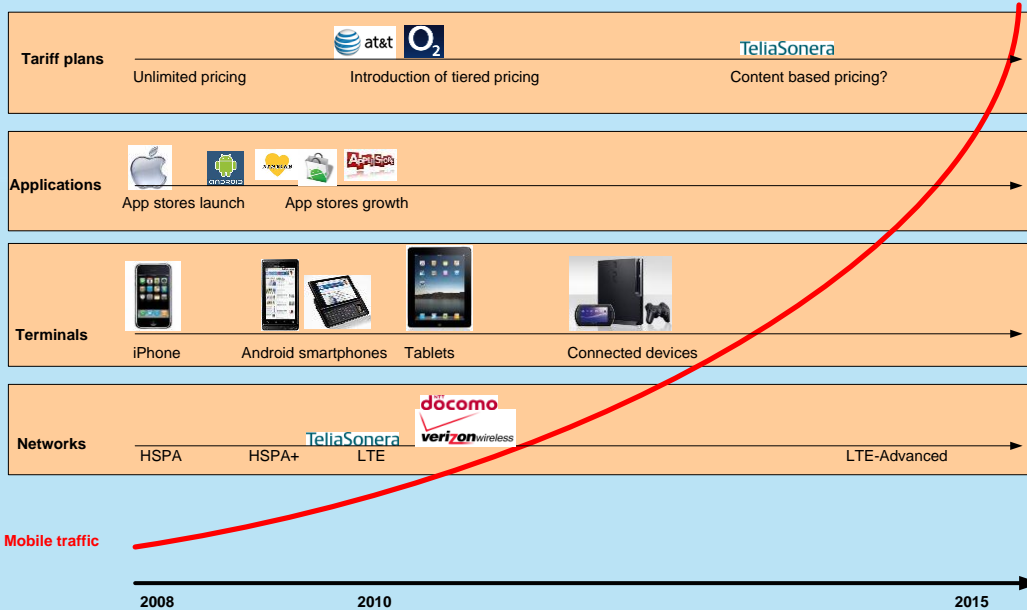 at&t
O2
TeliaSonera
Tariff plans
Unlimited pricing
Introduction of tiered pricing
Content based pricing?
ANDROID
Applications
App stores launch
App stores growth
Terminals
iPhone
Android smartphones
Tablets
Connected devices
NTT
docomo
verizonwireless
TeliaSonera
Networks
HSPA
HSPA+
LTE
LTE-Advanced
Mobile traffic
2008
2010
2015